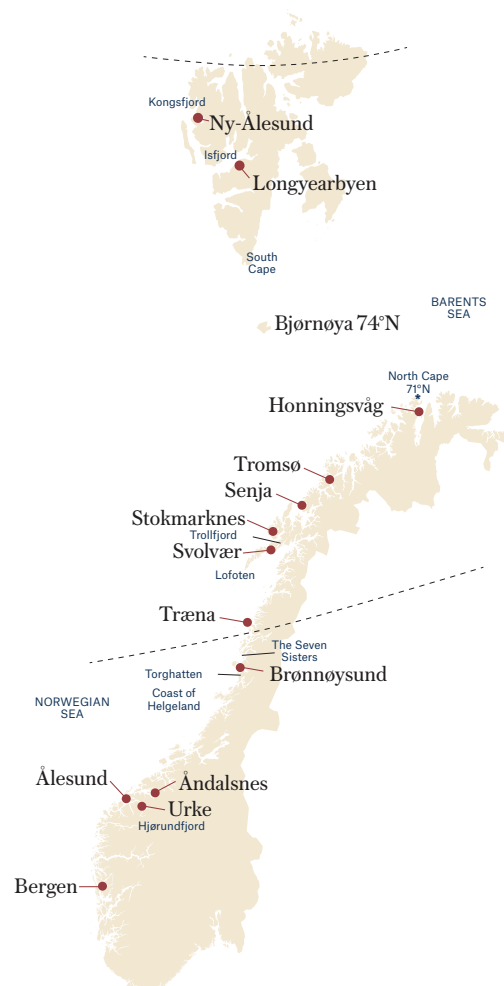 Kongsfjord
Ny-Ålesund
Isfjord
Longyearbyen
South
Cape
BARENTS
SEA
Bjørnøya 74°N
North Cape
71°N
*
Honningsvåg
Tromsø
Senja
Stokmarknes
Trollfjord
Svolvær
Lofoten
Træna
The Seven
Sisters
Torghatten
Brønnøysund
Coast of
Helgeland
NORWEGIAN
SEA
Ålesund
Åndalsnes
Urke
Hjørundfjord
Bergen